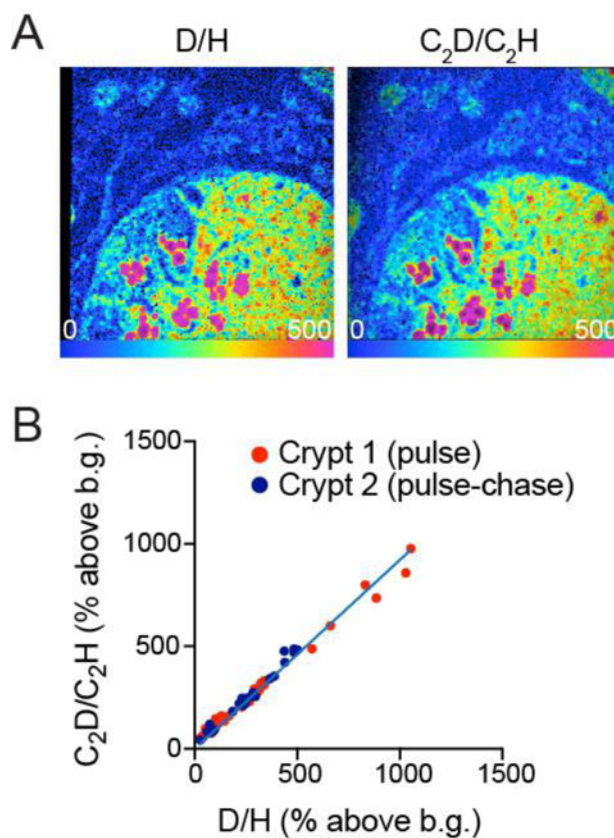 A
D/H
C₂D/C₂H
0
500
0
500
B
C₂D/C₂H (% above b.g.)
1500
1000
500
0
Crypt 1 (pulse)
Crypt 2 (pulse-chase)
0
500
1000
1500
D/H (% above b.g.)